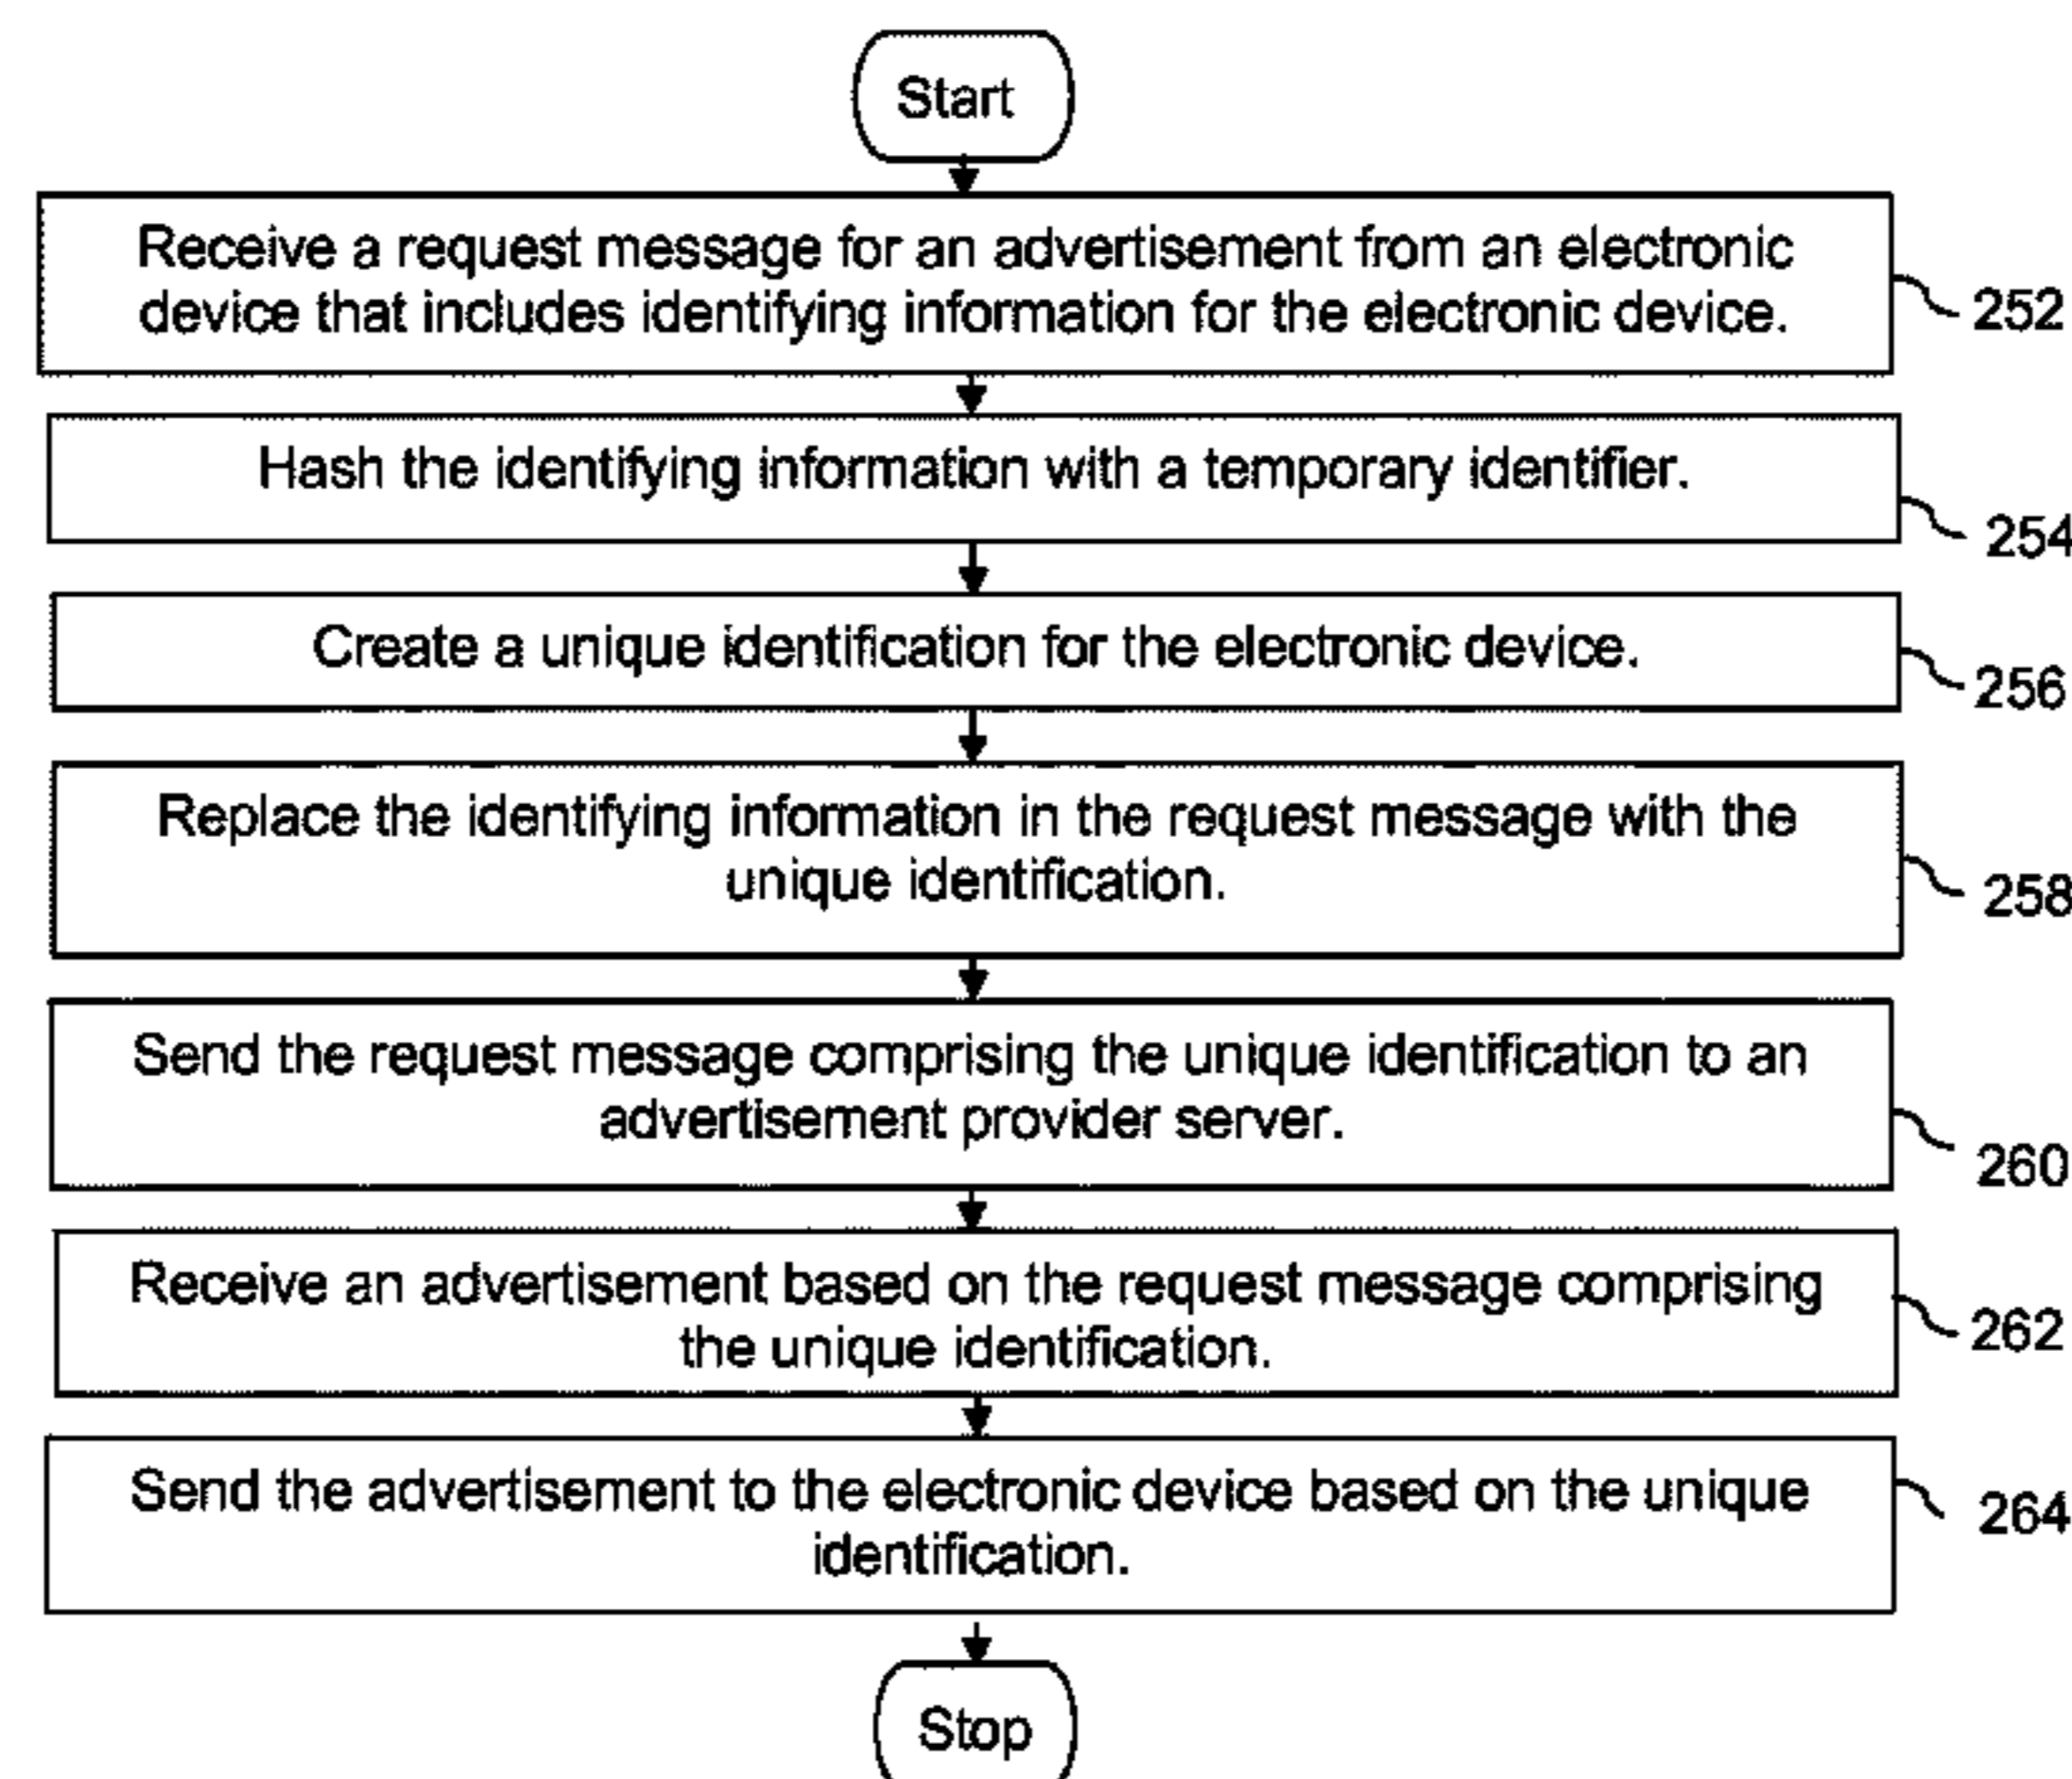 Start
Receive a request message for an advertisement from an electronic
device that includes identifying information for the electronic device.
252
Hash the identifying information with a temporary identifier.
254
Create a unique identification for the electronic device.
256
Replace the identifying information in the request message with the
unique identification.
258
Send the request message comprising the unique identification to an
advertisement provider server.
260
Receive an advertisement based on the request message comprising
the unique identification.
262
Send the advertisement to the electronic device based on the unique
identification.
264
Stop